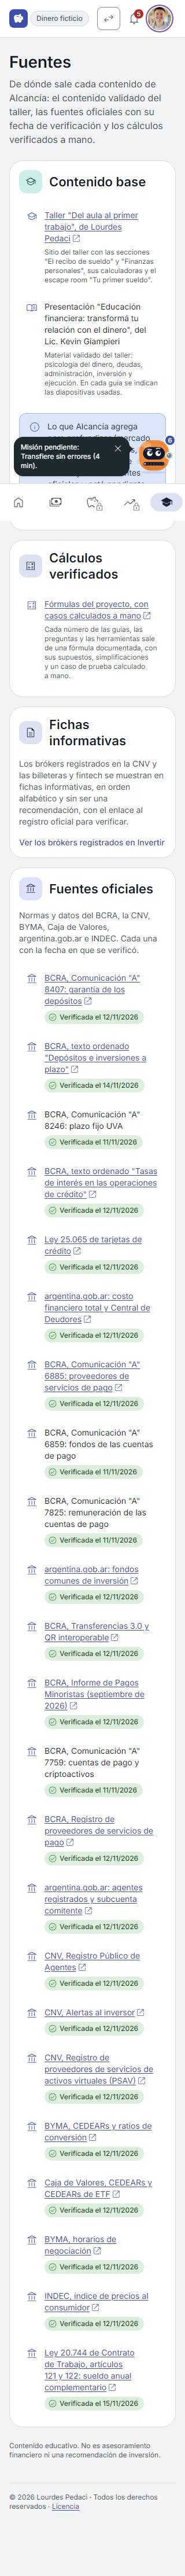 Dinero ficticio
5
Fuentes
De dónde sale cada contenido de
Alcancía: el contenido validado del
taller, las fuentes oficiales con su
fecha de verificación y los cálculos
verificados a mano.
Contenido base
Taller "Del aula al primer
trabajo", de Lourdes
Pedaci
Sitio del taller con las secciones
"El recibo de sueldo" y "Finanzas
personales", sus calculadoras y el
escape room "Tu primer sueldo".
Presentación "Educación
financiera: transformá tu
relación con el dinero", del
Lic. Kevin Giampieri
Material validado del taller:
psicología del dinero, deudas,
administración, inversión y
ejecución. En cada guía se indican
las diapositivas usadas.
Lo que Alcancía agrega
Misión pendiente:
Transfiere sin errores (4
min).
6
Cálculos
verificados
Fórmulas del proyecto, con
casos calculados a mano
Cada número de las guías, las
preguntas y las herramientas sale
de una fórmula documentada, con
sus supuestos, simplificaciones
y un caso de prueba calculado
a mano.
Fichas
informativas
Los brókers registrados en la CNV y
las billeteras y fintech se muestran en
fichas informativas, en orden
alfabético y sin ser una
recomendación, con el enlace al
registro oficial para verificar.
Ver los brókers registrados en Invertir
Fuentes oficiales
Normas y datos del BCRA, la CNV,
BYMA, Caja de Valores,
argentina.gob.ar e INDEC. Cada una
con la fecha en que se verificó.
BCRA, Comunicación "A"
8407: garantía de los
depósitos
Verificada el 12/11/2026
BCRA, texto ordenado
"Depósitos e inversiones a
plazo"
Verificada el 14/11/2026
BCRA, Comunicación "A"
8246: plazo fijo UVA
Verificada el 11/11/2026
BCRA, texto ordenado "Tasas
de interés en las operaciones
de crédito"
Verificada el 12/11/2026
Ley 25.065 de tarjetas de
crédito
Verificada el 12/11/2026
argentina.gob.ar: costo
financiero total y Central de
Deudores
Verificada el 12/11/2026
BCRA, Comunicación "A"
6885: proveedores de
servicios de pago
Verificada el 12/11/2026
BCRA, Comunicación "A"
6859: fondos de las cuentas
de pago
Verificada el 11/11/2026
BCRA, Comunicación "A"
7825: remuneración de las
cuentas de pago
Verificada el 11/11/2026
argentina.gob.ar: fondos
comunes de inversión
Verificada el 12/11/2026
BCRA, Transferencias 3.0 y
QR interoperable
Verificada el 12/11/2026
BCRA, Informe de Pagos
Minoristas (septiembre de
2026)
Verificada el 12/11/2026
BCRA, Comunicación "A"
7759: cuentas de pago y
criptoactivos
Verificada el 11/11/2026
BCRA, Registro de
proveedores de servicios de
pago
Verificada el 12/11/2026
argentina.gob.ar: agentes
registrados y subcuenta
comitente
Verificada el 12/11/2026
CNV, Registro Público de
Agentes
Verificada el 12/11/2026
CNV, Alertas al inversor
Verificada el 12/11/2026
CNV, Registro de
proveedores de servicios de
activos virtuales (PSAV)
Verificada el 12/11/2026
BYMA, CEDEARs y ratios de
conversión
Verificada el 12/11/2026
Caja de Valores, CEDEARs y
CEDEARs de ETF
Verificada el 12/11/2026
BYMA, horarios de
negociación
Verificada el 12/11/2026
INDEC, índice de precios al
consumidor
Verificada el 12/11/2026
Ley 20.744 de Contrato
de Trabajo, artículos
121 y 122: sueldo anual
complementario
Verificada el 15/11/2026
Contenido educativo. No es asesoramiento
financiero ni una recomendación de inversión.
© 2026 Lourdes Pedaci · Todos los derechos
reservados · Licencia